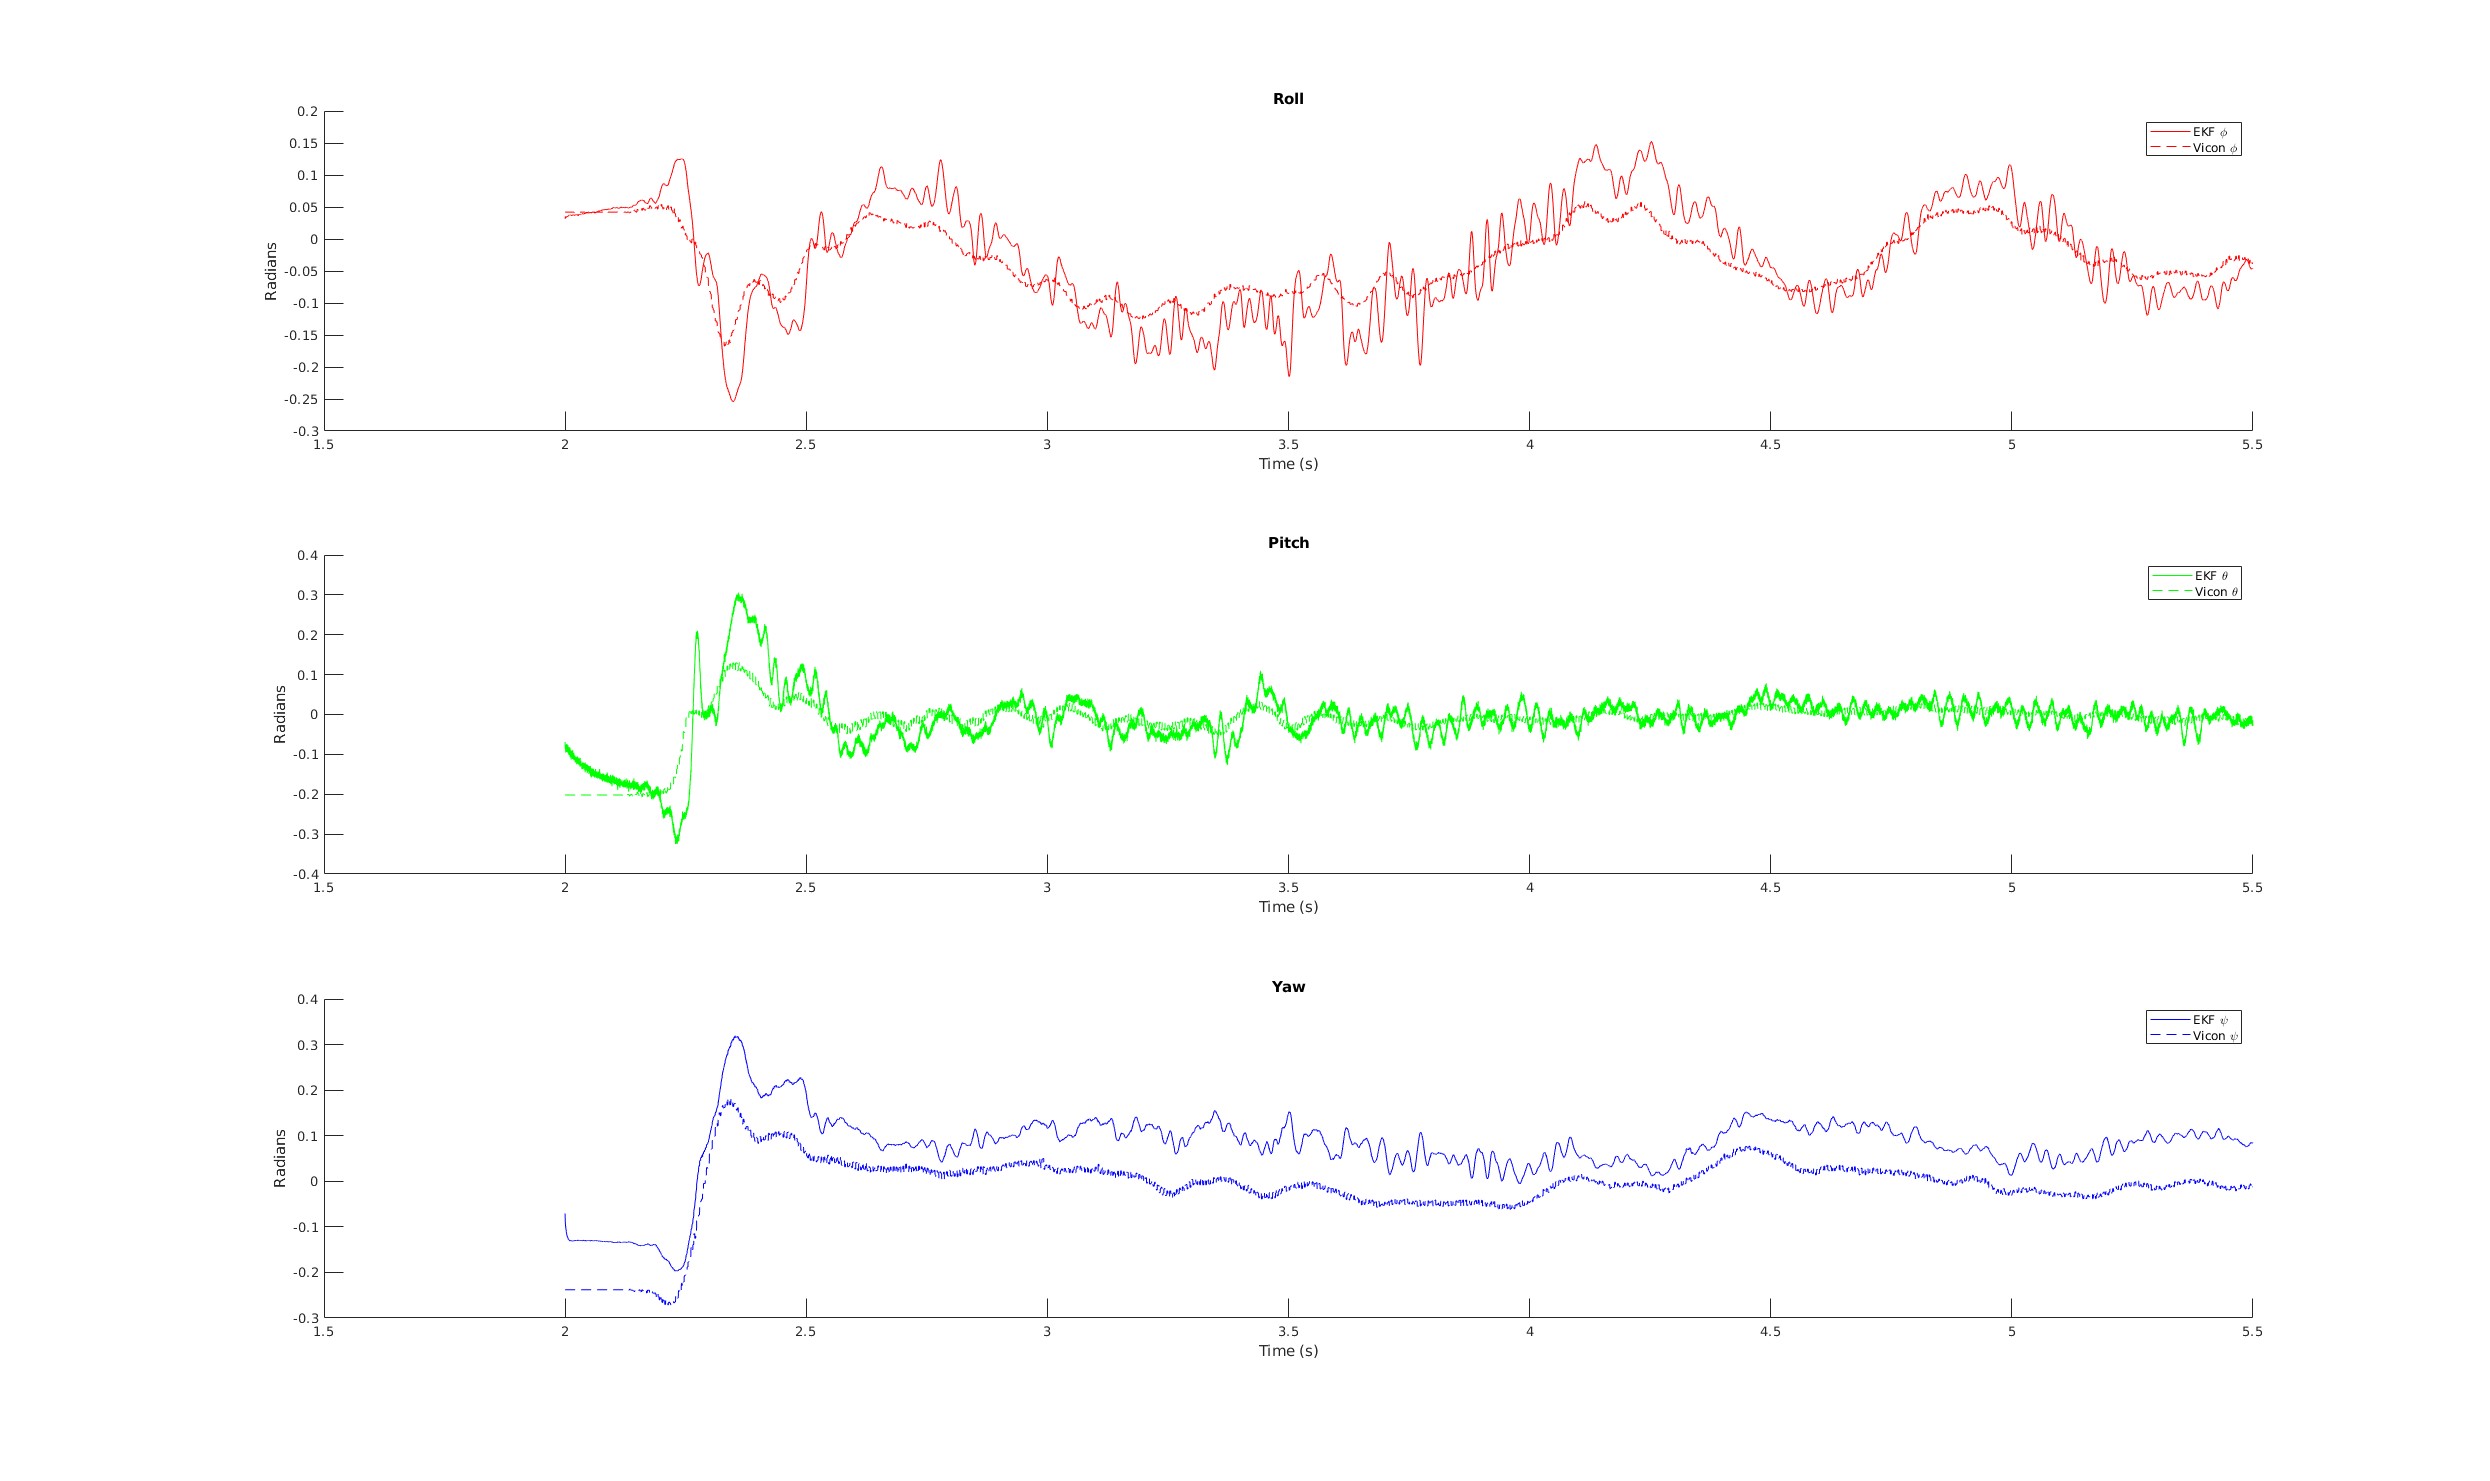 Roll
0.2
0.15
0.1
0.05
0
-0.05
-0.1
-0.15
-0.2
-0.25
-0.3
Radians
EKF ϕ
Vicon ϕ
1.5 2 2.5 3 3.5 4 4.5 5 5.5
Time (s)
Pitch
0.4
0.3
0.2
0.1
0
-0.1
-0.2
-0.3
-0.4
Radians
EKF θ
Vicon θ
1.5 2 2.5 3 3.5 4 4.5 5 5.5
Time (s)
Yaw
0.4
0.3
0.2
0.1
0
-0.1
-0.2
-0.3
Radians
EKF ψ
Vicon ψ
1.5 2 2.5 3 3.5 4 4.5 5 5.5
Time (s)